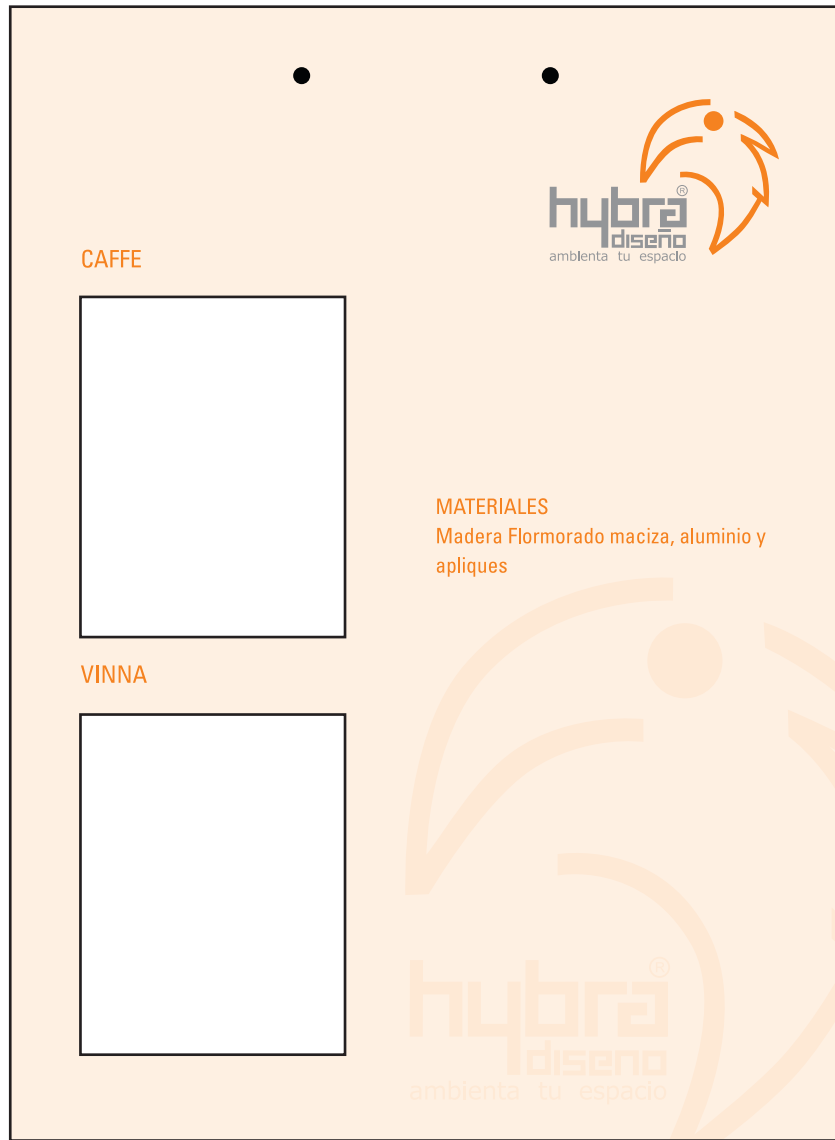 hybra®
diseño
ambienta tu espacio
CAFFE
MATERIALES
Madera Flormorado maciza, aluminio y
apliques
VINNA
hybra®
diseño
ambienta tu espacio